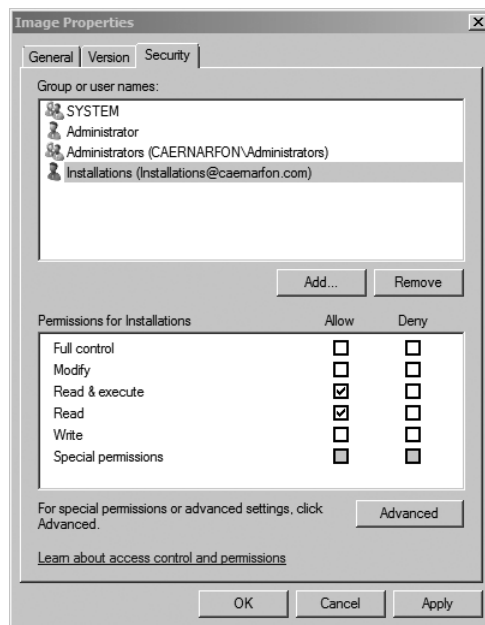 Image Properties
General Version Security
Group or user names:
SYSTEM
Administrator
Administrators (CAERNARFON\Administrators)
Installations (Installations@caernarfon.com)
Add... Remove
Permissions for Installations Allow Deny
Full control
Modify
Read & execute
Read
Write
Special permissions
For special permissions or advanced settings, click
Advanced.
Advanced
Learn about access control and permissions
OK Cancel Apply